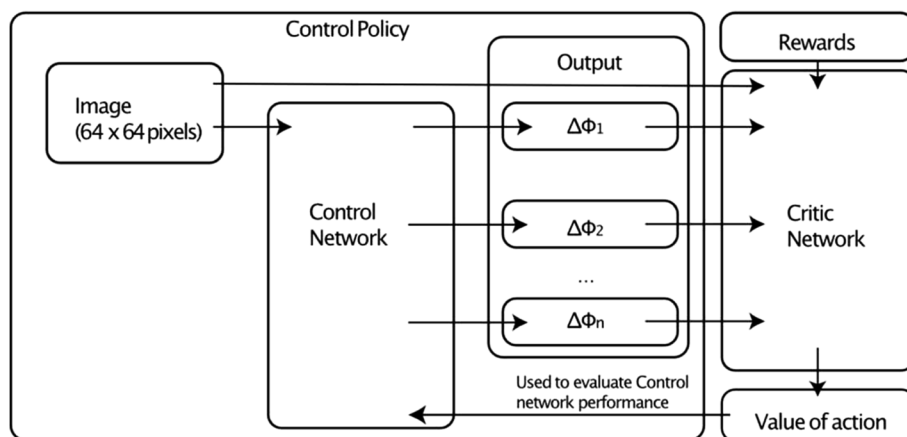 Control Policy
Rewards
Output
Image
(64 x 64 pixels)
ΔΦ1
Control
Network
ΔΦ2
Critic
Network
...
ΔΦn
Used to evaluate Control
network performance
Value of action